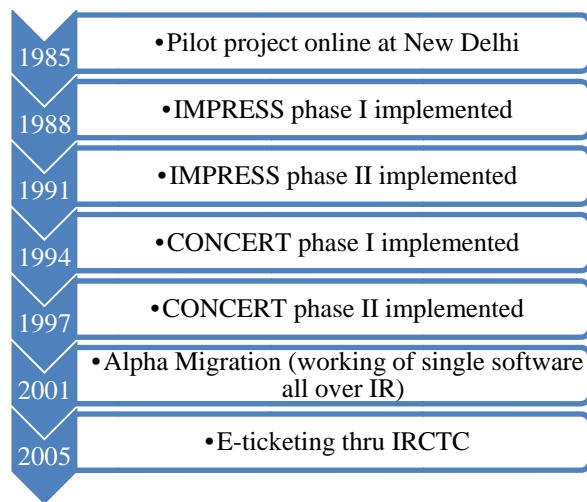 1985
•Pilot project online at New Delhi
1988
•IMPRESS phase I implemented
1991
•IMPRESS phase II implemented
1994
•CONCERT phase I implemented
1997
•CONCERT phase II implemented
2001
•Alpha Migration (working of single software
all over IR)
2005
•E-ticketing thru IRCTC